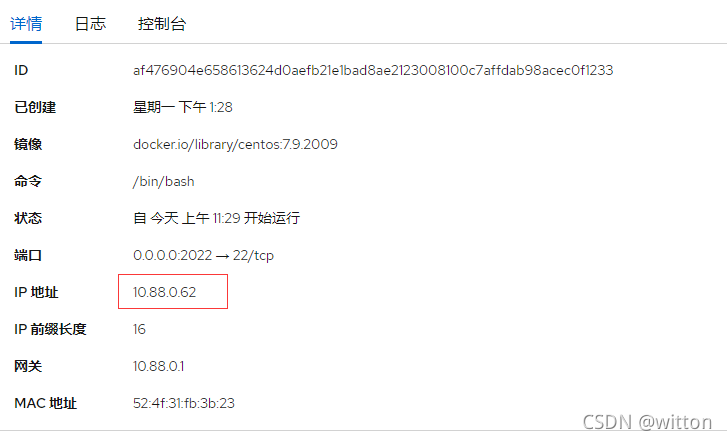 详情 日志 控制台
ID af476904e658613624d0aefb21e1bad8ae2123008100c7affdab98acec0f1233
已创建 星期一 下午 1:28
镜像 docker.io/library/centos:7.9.2009
命令 /bin/bash
状态 自 今天 上午 11:29 开始运行
端口 0.0.0.0:2022 → 22/tcp
IP 地址 10.88.0.62
IP 前缀长度 16
网关 10.88.0.1
MAC 地址 52:4f:31:fb:3b:23
CSDN @witton